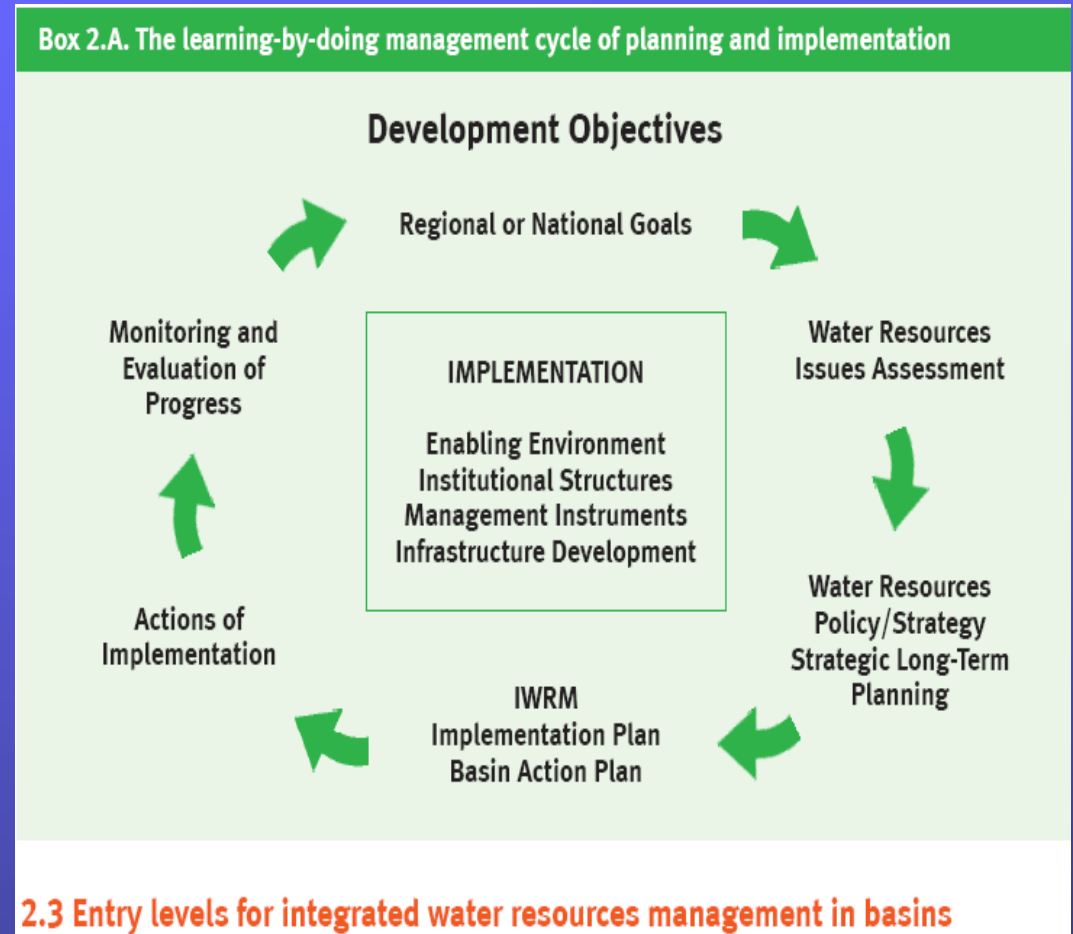 Box 2.A. The learning-by-doing management cycle of planning and implementation
Development Objectives
Regional or National Goals
Water Resources
Issues Assessment
Water Resources
Policy/Strategy
Strategic Long-Term
Planning
IWRM
Implementation Plan
Basin Action Plan
Actions of
Implementation
Monitoring and
Evaluation of
Progress
IMPLEMENTATION
Enabling Environment
Institutional Structures
Management Instruments
Infrastructure Development
2.3 Entry levels for integrated water resources management in basins